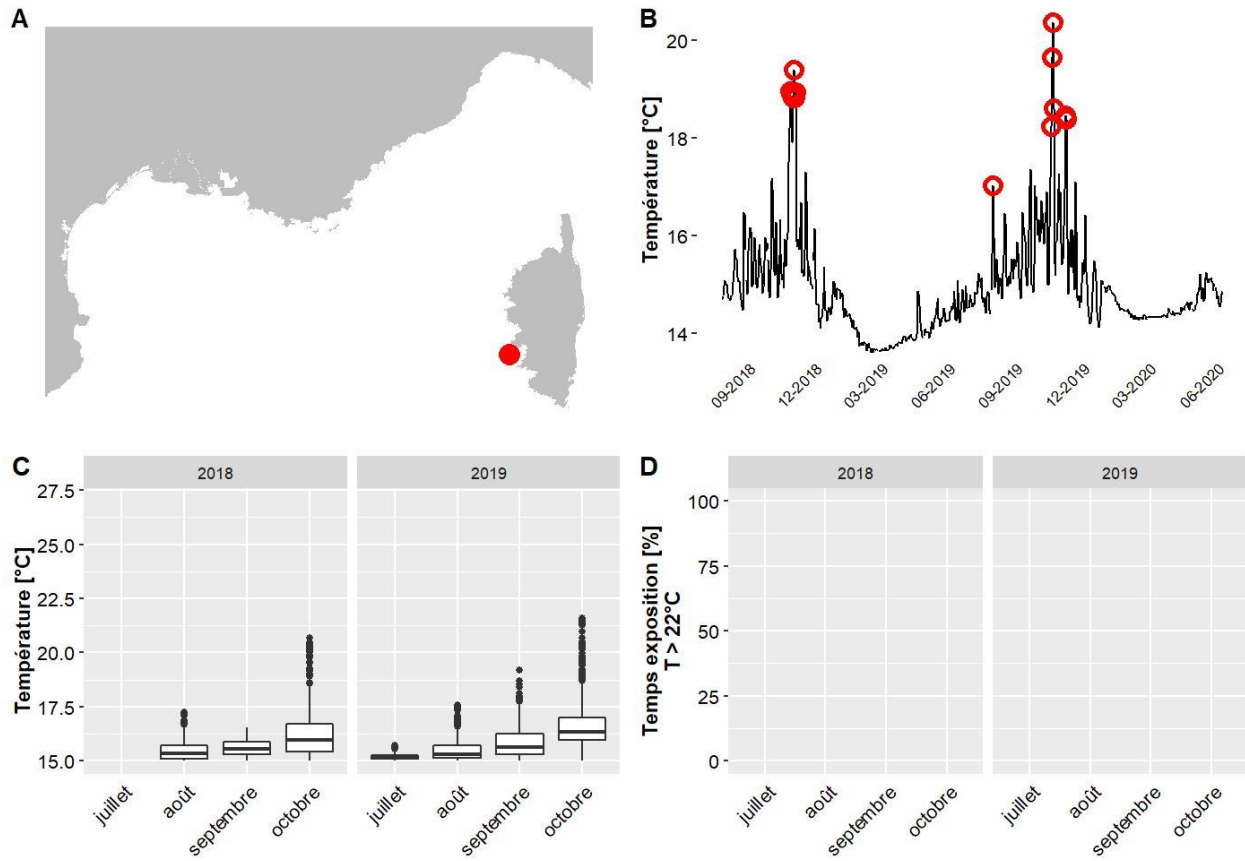 A
B
Température [°C]
20
18
16
14
09-2018
12-2018
03-2019
06-2019
09-2019
12-2019
03-2020
06-2020
C
2018
2019
Température [°C]
27.5
25.0
22.5
20.0
17.5
15.0
juillet
août
septembre
octobre
juillet
août
septembre
octobre
D
2018
2019
Temps exposition [%]
T > 22°C
100
75
50
25
0
juillet
août
septembre
octobre
juillet
août
septembre
octobre